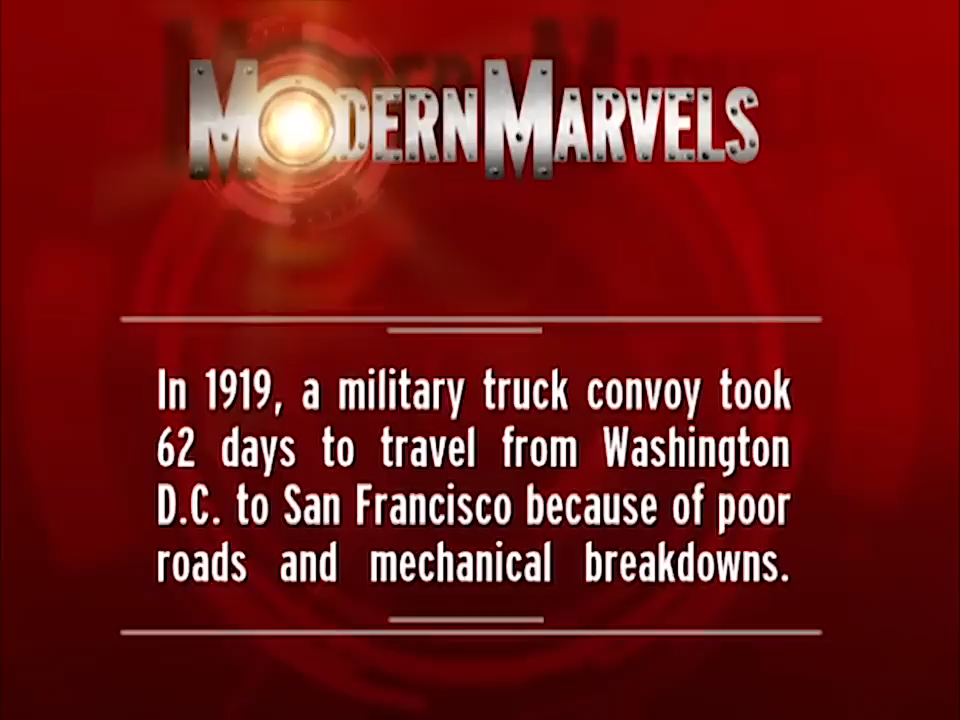 MODERN MARVELS
In 1919, a military truck convoy took
62 days to travel from Washington
D.C. to San Francisco because of poor
roads and mechanical breakdowns.